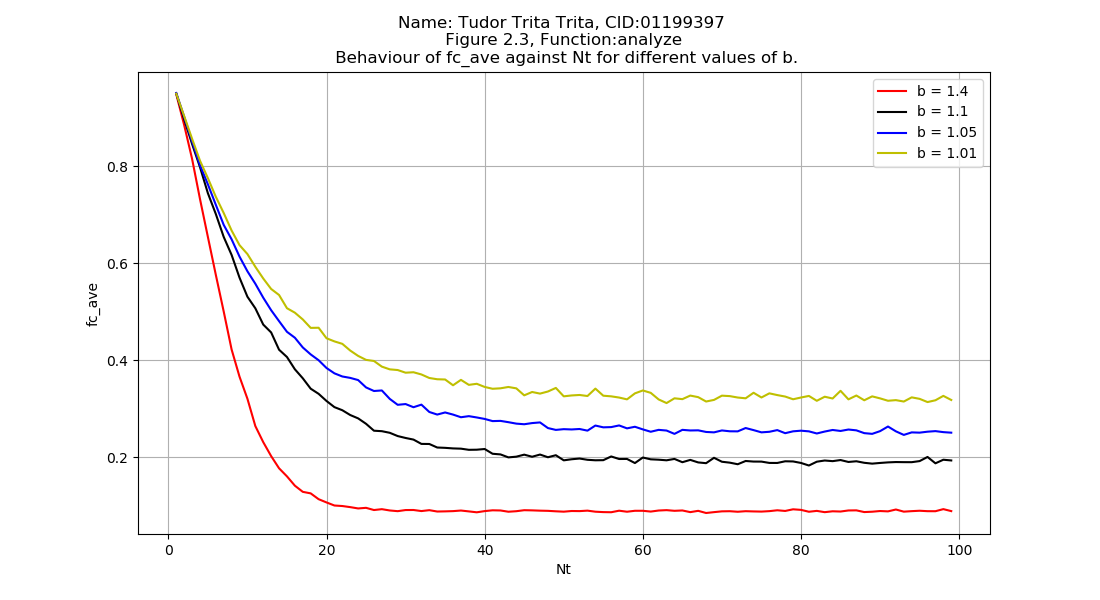 Name: Tudor Trita Trita, CID:01199397
Figure 2.3, Function:analyze
Behaviour of fc_ave against Nt for different values of b.
b = 1.4
b = 1.1
b = 1.05
b = 1.01
0.8
0.6
0.4
0.2
fc_ave
0 20 40 60 80 100
Nt